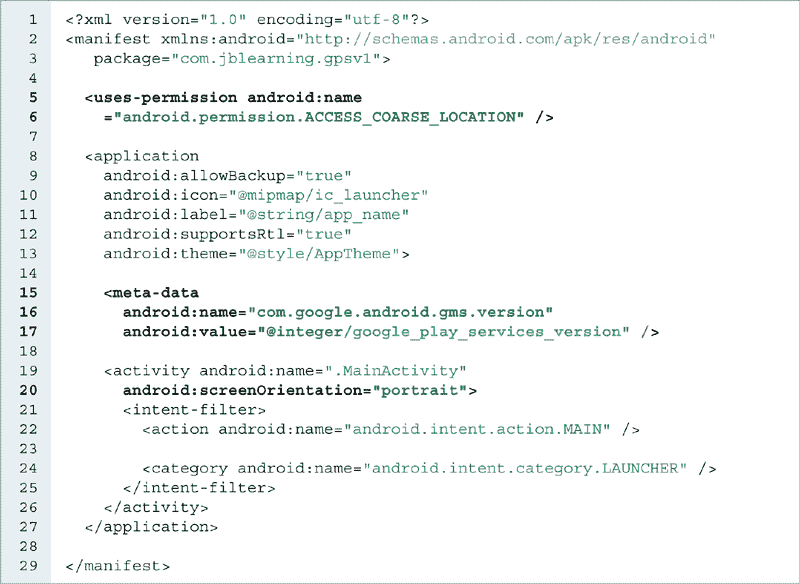 1 <?xml version="1.0" encoding="utf-8"?>
2 <manifest xmlns:android="http://schemas.android.com/apk/res/android"
3 package="com.jblearning.gpsv1">
4
5 <uses-permission android:name
6 ="android.permission.ACCESS_COARSE_LOCATION" />
7
8 <application
9 android:allowBackup="true"
10 android:icon="@mipmap/ic_launcher"
11 android:label="@string/app_name"
12 android:supportsRtl="true"
13 android:theme="@style/AppTheme">
14
15 <meta-data
16 android:name="com.google.android.gms.version"
17 android:value="@integer/google_play_services_version" />
18
19 <activity android:name=".MainActivity"
20 android:screenOrientation="portrait">
21 <intent-filter>
22 <action android:name="android.intent.action.MAIN" />
23
24 <category android:name="android.intent.category.LAUNCHER" />
25 </intent-filter>
26 </activity>
27 </application>
28
29 </manifest>